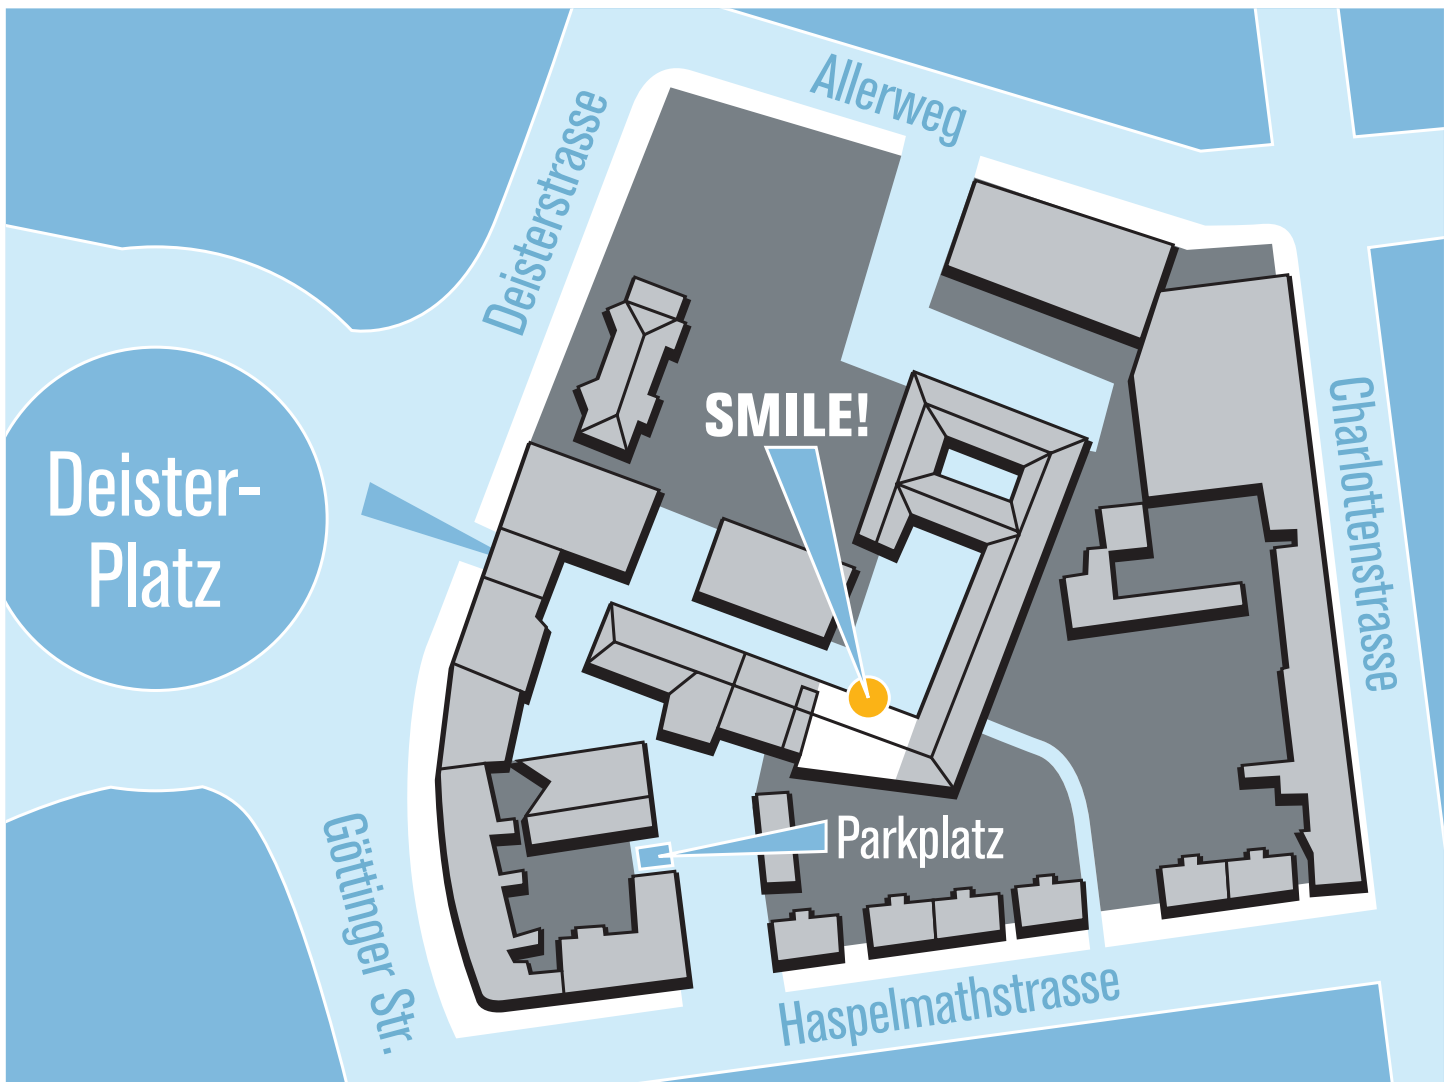 Allerweg
Deisterstrasse
SMILE!
Deister-
Platz
Charlottenstrasse
Parkplatz
Göttinger Str.
Haspelmathstrasse